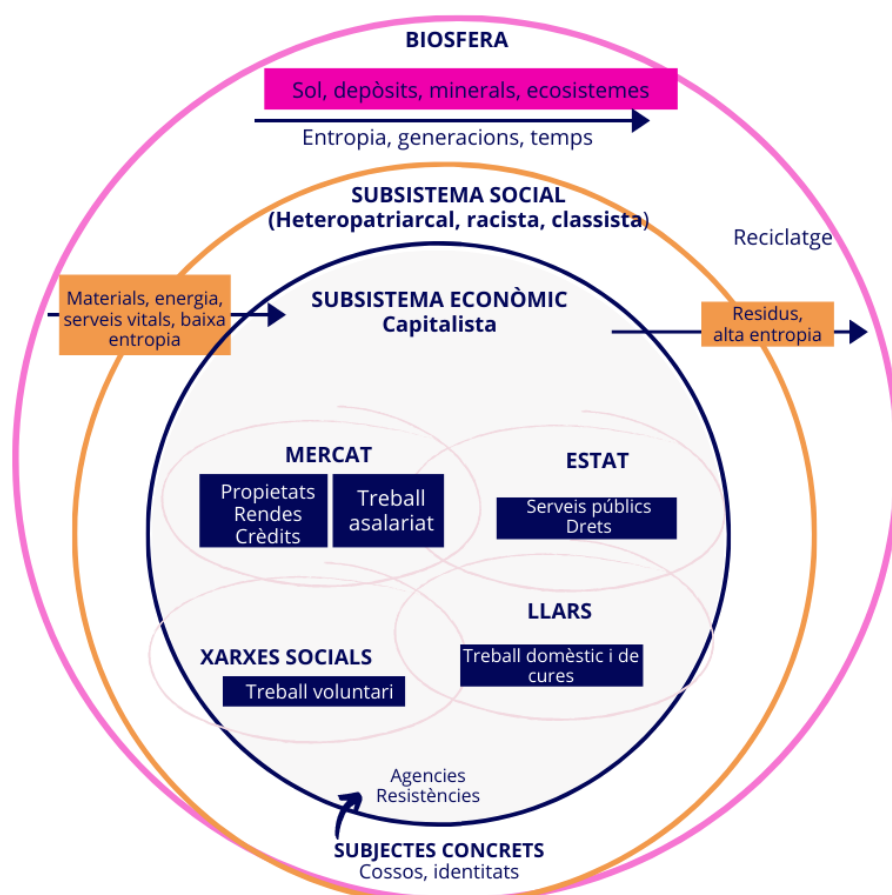 BIOSFERA
Sol, depòsits, minerals, ecosistemes
Entropia, generacions, temps
SUBSISTEMA SOCIAL
(Heteropatriarcal, racista, classista)
Reciclatge
Materials, energia,
serveis vitals, baixa
entropia
SUBSISTEMA ECONÒMIC
Capitalista
Residus,
alta entropia
MERCAT
Propietats
Rendes
Crèdits
Treball
asalariat
ESTAT
Serveis públics
Drets
XARXES SOCIALS
Treball voluntari
LLARS
Treball domèstic i de
cures
Agencies
Resistències
SUBJECTES CONCRETS
Cossos, identitats